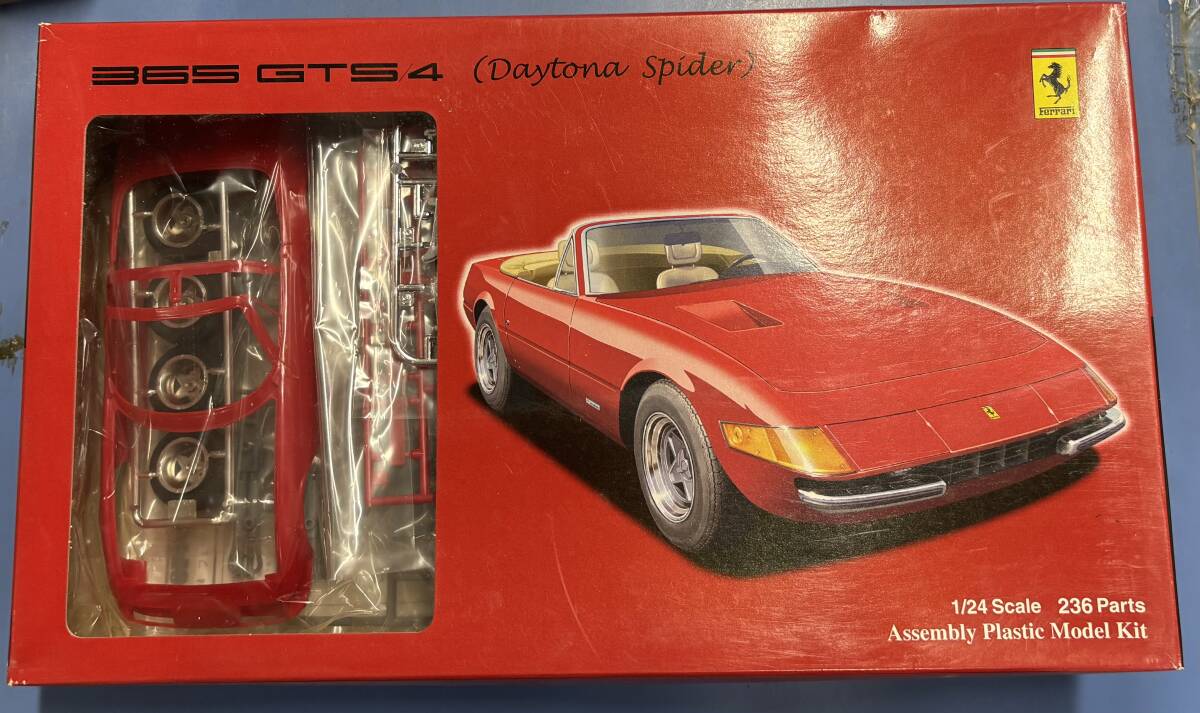 365 GTS/4 (Daytona Spider)
Ferrari
1/24 Scale 236 Parts
Assembly Plastic Model Kit